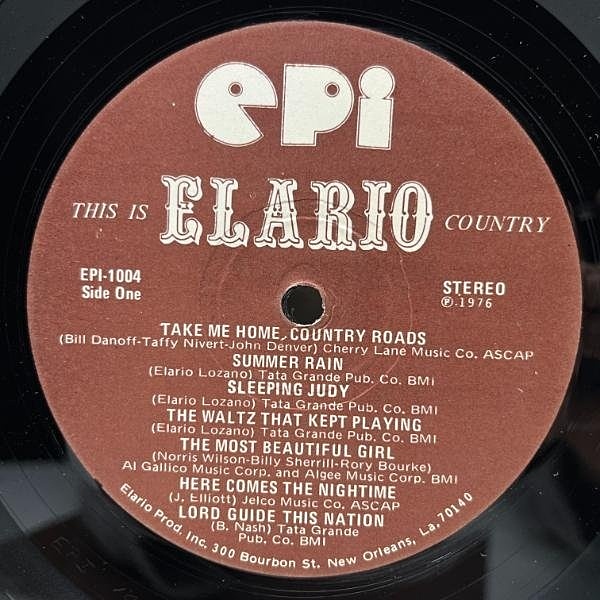 epi
THIS IS ELARIO COUNTRY
EPI-1004
Side One
STEREO
Ⓟ.1976
TAKE ME HOME, COUNTRY ROADS
(Bill Danoff-Taffy Nivert-John Denver) Cherry Lane Music Co. ASCAP
SUMMER RAIN
(Elario Lozano) Tata Grande Pub. Co. BMI
SLEEPING JUDY
(Elario Lozano) Tata Grande Pub. Co. BMI
THE WALTZ THAT KEPT PLAYING
(Elario Lozano) Tata Grande Pub. Co. BMI
THE MOST BEAUTIFUL GIRL
(Norris Wilson-Billy Sherrill-Rory Bourke)
Al Gallico Music Corp. and Algee Music Corp. BMI
HERE COMES THE NIGHTIME
(J. Elliott) Jelco Music Co. ASCAP
LORD GUIDE THIS NATION
(B. Nash) Tata Grande
Pub. Co. BMI
Elario Prod. Inc. 300 Bourbon St. New Orleans, La. 70140